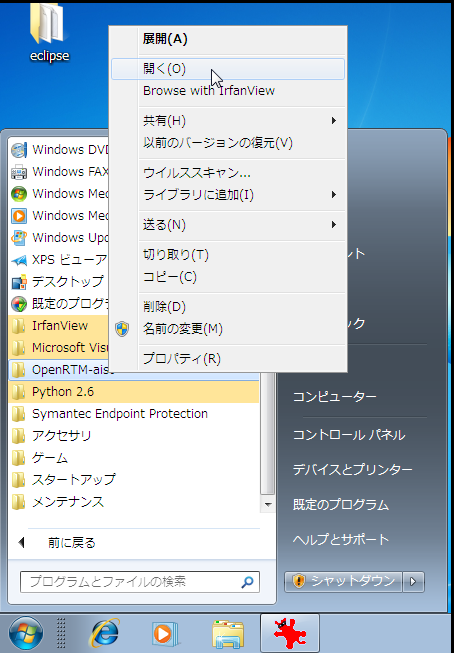 eclipse
展開(A)
開く(O)
Browse with IrfanView
共有(H)
以前のバージョンの復元(V)
ウイルススキャン...
ライブラリに追加(I)
送る(N)
切り取り(T)
コピー(C)
削除(D)
名前の変更(M)
プロパティ(R)
Windows DVD
Windows FAX
Windows Med
Windows Med
Windows Upd
XPS ビューア
デスクトップ
既定のプログラ
IrfanView
Microsoft Visu
OpenRTM-aist
Python 2.6
Symantec Endpoint Protection
アクセサリ
ゲーム
スタートアップ
メンテナンス
前に戻る
プログラムとファイルの検索
ント
ック
コンピューター
コントロール パネル
デバイスとプリンター
既定のプログラム
ヘルプとサポート
シャットダウン